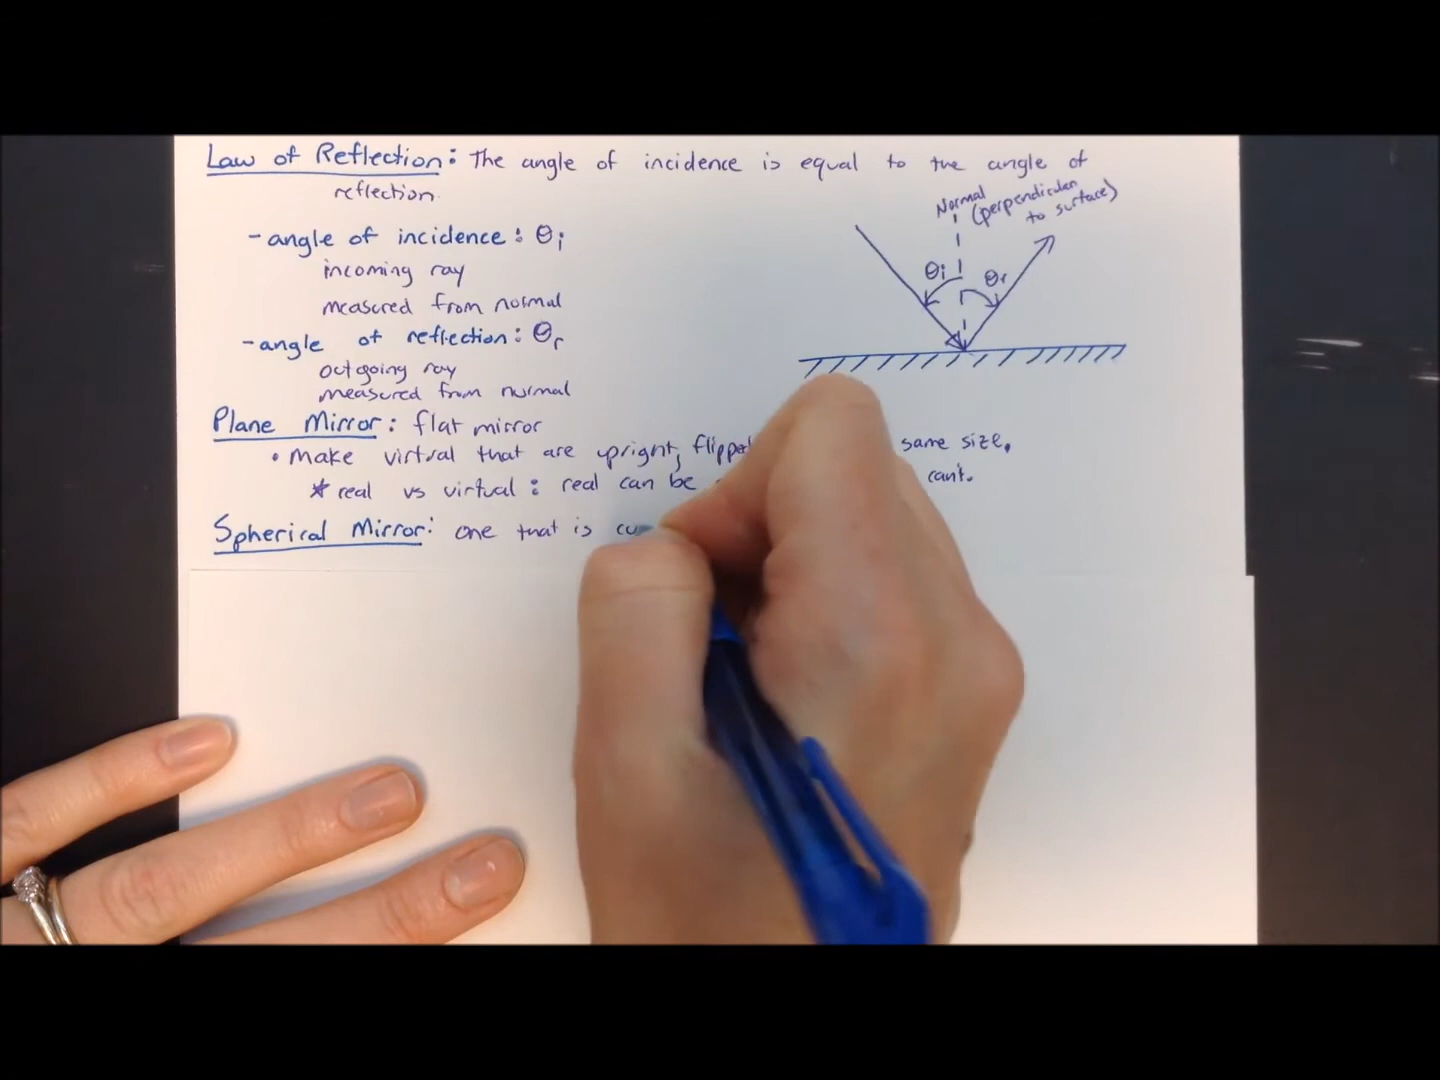 Law of Reflection: The angle of incidence is equal to the angle of
reflection.
Normal
(perpendicular
to surface)
- angle of incidence: θi
incoming ray
measured from normal
θi θr
- angle of reflection: θr
outgoing ray
measured from normal
Plane Mirror: flat mirror
• Make virtual that are upright, same size,
* real vs virtual: real can be can't.
Spherical Mirror: one that is